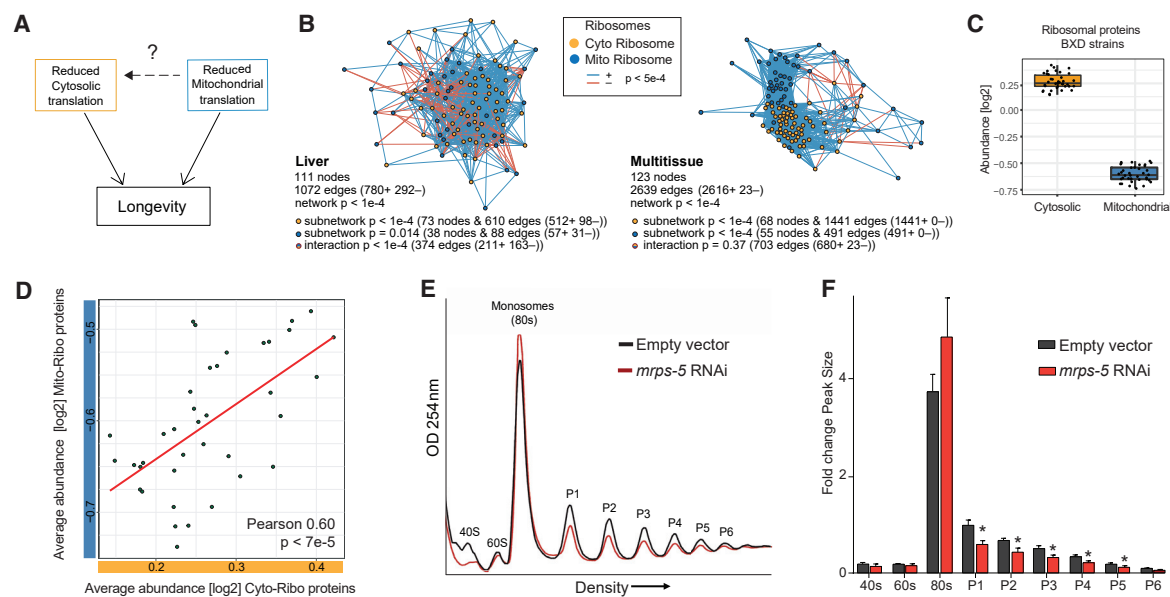 A
?
Reduced
Cytosolic
translation
Reduced
Mitochondrial
translation
Longevity
B
Ribosomes
Cyto Ribosome
Mito Ribosome
+
− p < 5e-4
Liver
111 nodes
1072 edges (780+ 292–)
network p < 1e-4
subnetwork p < 1e-4 (73 nodes & 610 edges (512+ 98–))
subnetwork p = 0.014 (38 nodes & 88 edges (57+ 31–))
interaction p < 1e-4 (374 edges (211+ 163–))
Multitissue
123 nodes
2639 edges (2616+ 23–)
network p < 1e-4
subnetwork p < 1e-4 (68 nodes & 1441 edges (1441+ 0–))
subnetwork p < 1e-4 (55 nodes & 491 edges (491+ 0–))
interaction p = 0.37 (703 edges (680+ 23–))
C
Ribosomal proteins
BXD strains
Abundance [log2]
0.25
0.00
−0.25
−0.50
−0.75
Cytosolic Mitochondrial
D
Average abundance [log2] Mito-Ribo proteins
−0.5
−0.6
−0.7
Pearson 0.60
p < 7e-5
0.2 0.3 0.4
Average abundance [log2] Cyto-Ribo proteins
E
Monosomes
(80s)
Empty vector
mrps-5 RNAi
OD 254nm
40S
60S
P1
P2
P3
P4
P5
P6
Density
F
Fold change Peak Size
4
2
0
Empty vector
mrps-5 RNAi
* * * * *
40s 60s 80s P1 P2 P3 P4 P5 P6